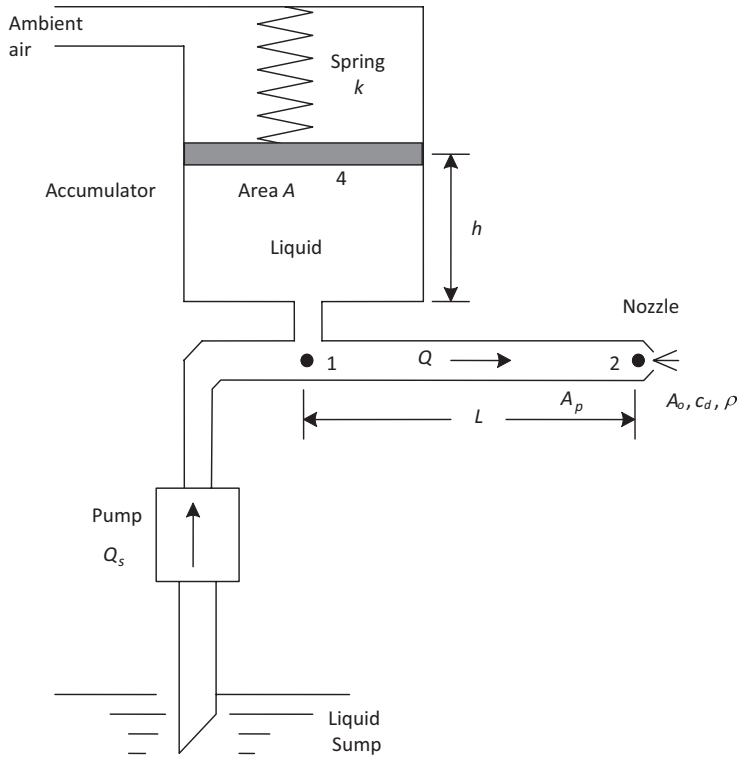 Ambient
air
Spring
k
4
Accumulator
Area A
h
Liquid
Nozzle
1
Q
2
A_p
A_o, c_d, ρ
L
Pump
Q_s
Liquid
Sump